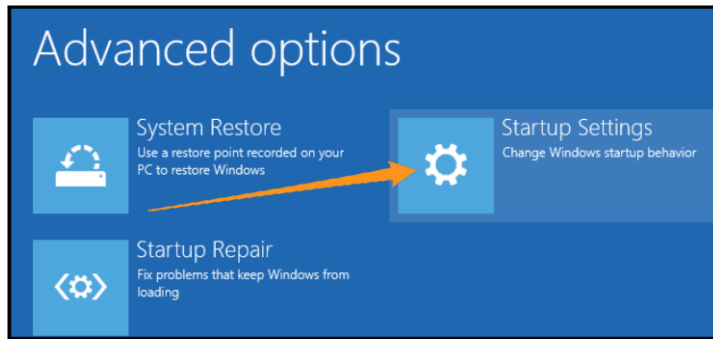 Advanced options
System Restore
Use a restore point recorded on your
PC to restore Windows
Startup Settings
Change Windows startup behavior
Startup Repair
Fix problems that keep Windows from
loading